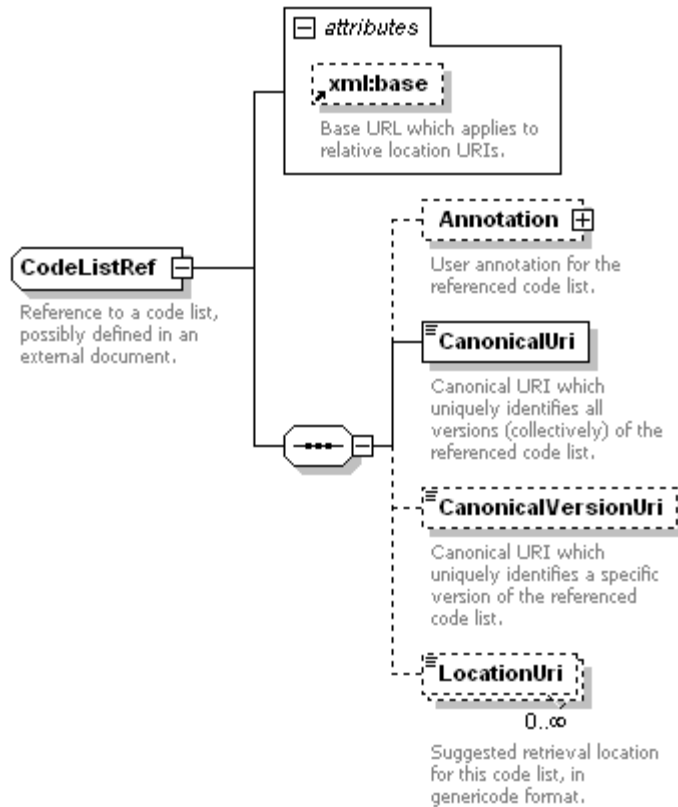 attributes
xml:base
Base URL which applies to
relative location URIs.
Annotation
User annotation for the
referenced code list.
CodeListRef
Reference to a code list,
possibly defined in an
external document.
CanonicalUri
Canonical URI which
uniquely identifies all
versions (collectively) of the
referenced code list.
CanonicalVersionUri
Canonical URI which
uniquely identifies a specific
version of the referenced
code list.
LocationUri
0..∞
Suggested retrieval location
for this code list, in
genericode format.